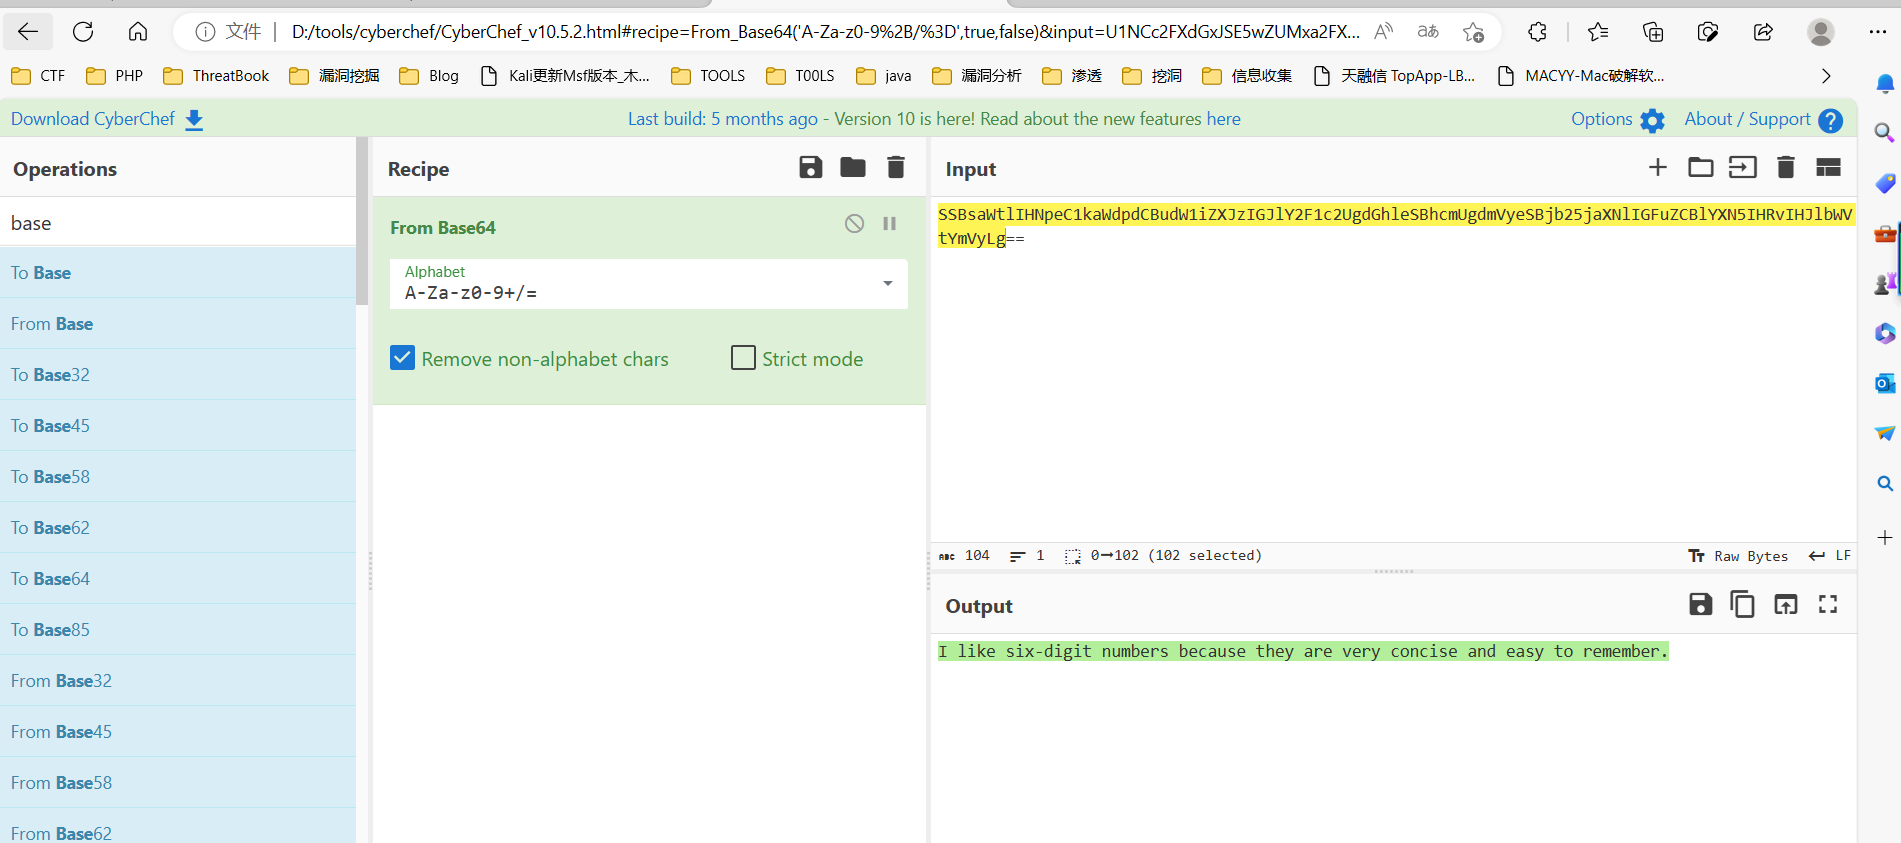 文件 D:/tools/cyberchef/CyberChef_v10.5.2.html#recipe=From_Base64('A-Za-z0-9%2B/%3D',true,false)&input=U1NCc2FXdGxJSE5wZUMxa2FX...
CTF PHP ThreatBook 漏洞挖掘 Blog Kali更新Msf版本_木... TOOLS T00LS java 漏洞分析 渗透 挖洞 信息收集 天融信 TopApp-LB... MACYY-Mac破解软...
Download CyberChef Last build: 5 months ago - Version 10 is here! Read about the new features here Options About / Support
Operations
base
To Base
From Base
To Base32
To Base45
To Base58
To Base62
To Base64
To Base85
From Base32
From Base45
From Base58
From Base62
Recipe
From Base64
Alphabet
A-Za-z0-9+/=
Remove non-alphabet chars Strict mode
Input
SSBsaWtlIHNpeC1kaWdpdCBudW1iZXJzIGJlY2F1c2UgdGhleSBhcmUgdmVyeSBjb25jaXNlIGFuZCBlYXN5IHRvIHJlbWV
tYmVyLg==
ABC 104 1 0→102 (102 selected) Raw Bytes LF
Output
I like six-digit numbers because they are very concise and easy to remember.